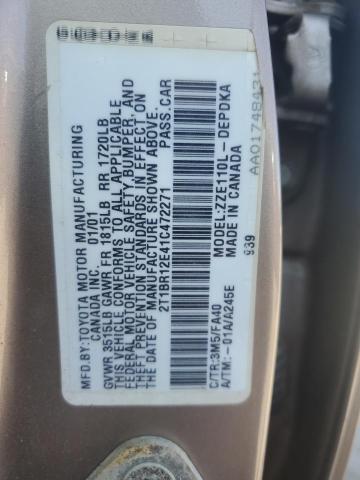 MFD.BY:TOYOTA MOTOR MANUFACTURING
CANADA INC. 01/01
GVWR 3515LB GAWR FR 1815LB RR 1720LB
THIS VEHICLE CONFORMS TO ALL APPLICABLE
FEDERAL MOTOR VEHICLE SAFETY, BUMPER, AND
THEFT PREVENTION STANDARDS IN EFFECT ON
THE DATE OF MANUFACTURE SHOWN ABOVE.
2T1BR12E41C472271 PASS.CAR
C/TR:3M5/FA40 MODEL:ZZE110L-DEPDKA
A/TM:-01A/A245E MADE IN CANADA
939
AA01748831